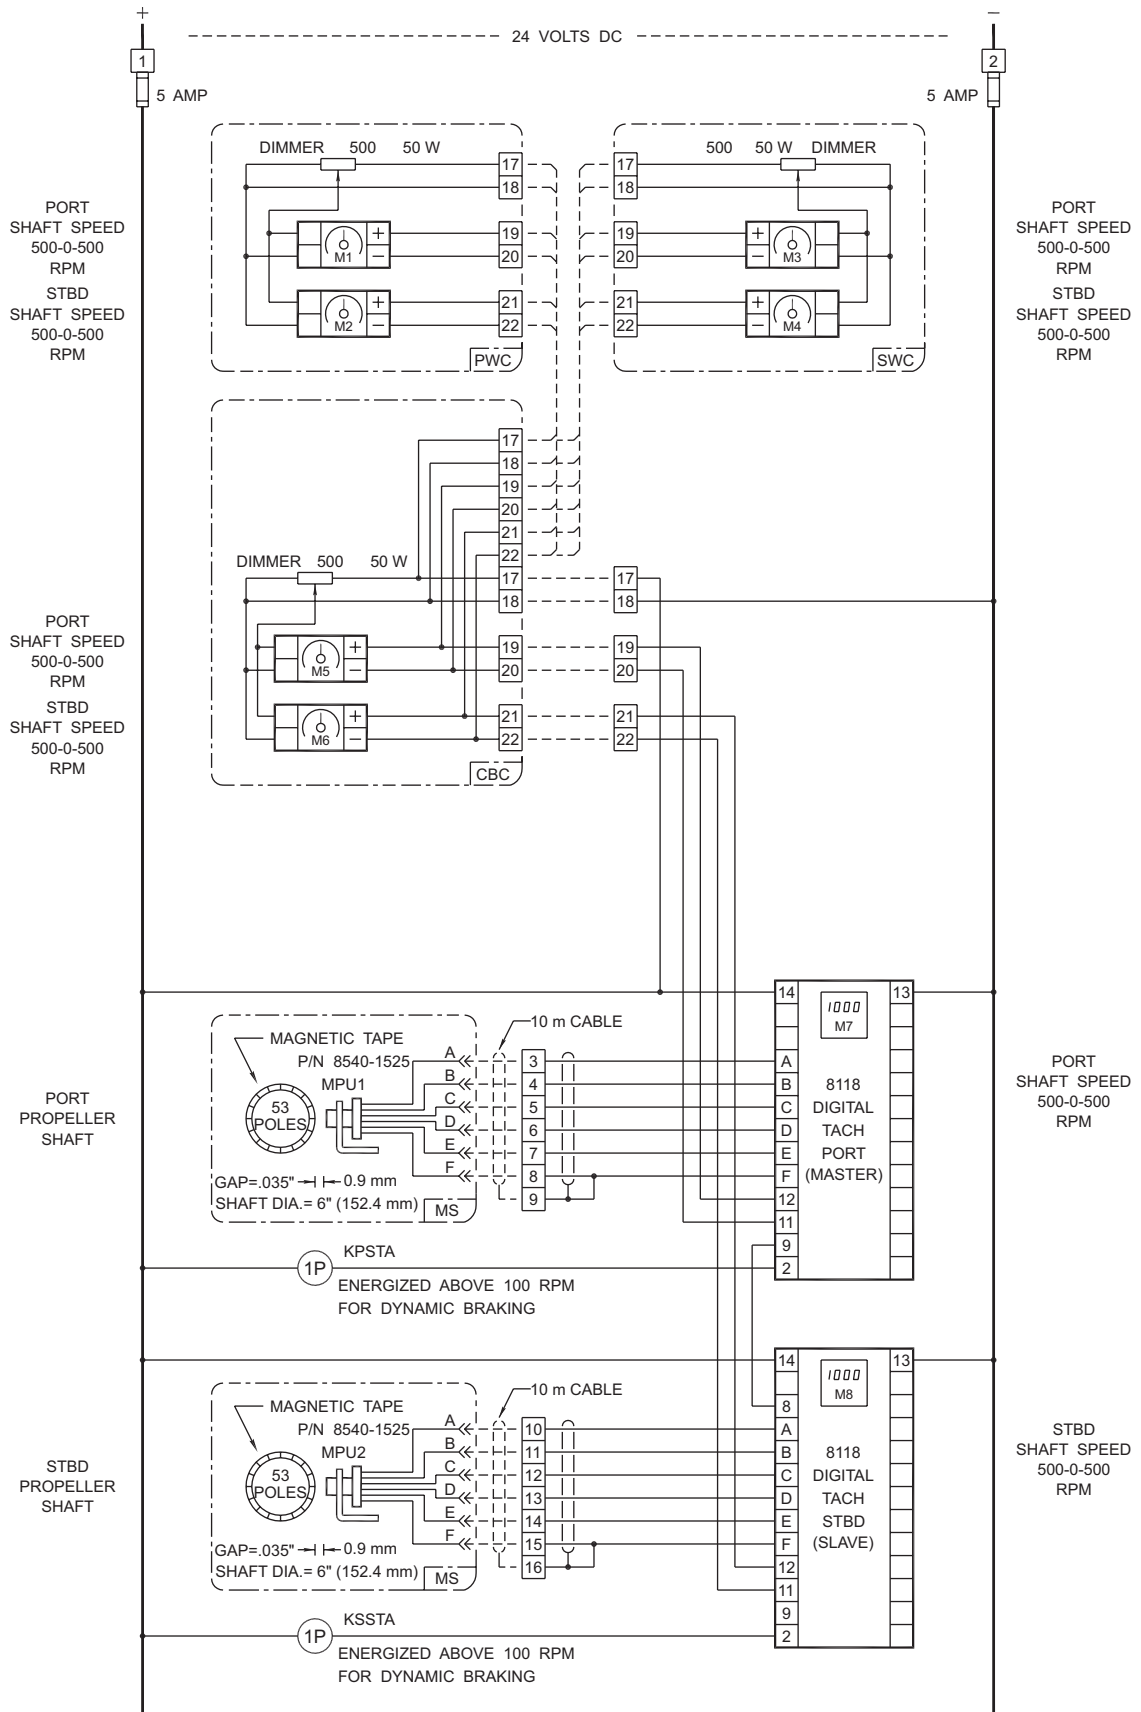 + −
24 VOLTS DC
1 2
5 AMP 5 AMP
DIMMER 500 50 W 17
18
PORT
SHAFT SPEED
500-0-500
RPM
M1 + − 19
20
STBD
SHAFT SPEED
500-0-500
RPM
M2 + − 21
22
PWC
17 500 50 W DIMMER
18
19 + − M3
20
PORT
SHAFT SPEED
500-0-500
RPM
21 + − M4
22
STBD
SHAFT SPEED
500-0-500
RPM
SWC
17
18
19
20
21
22
DIMMER 500 50 W 17 17
18 18
PORT
SHAFT SPEED
500-0-500
RPM
M5 + − 19 19
20 20
STBD
SHAFT SPEED
500-0-500
RPM
M6 + − 21 21
22 22
CBC
14 1000 13
M7
10 m CABLE
MAGNETIC TAPE
P/N 8540-1525
MPU1
53
POLES
PORT
PROPELLER
SHAFT
A 3 A
B 4 B
C 5 C
D 6 D
E 7 E
F 8 F
9 12
11
9
2
8118
DIGITAL
TACH
PORT
(MASTER)
PORT
SHAFT SPEED
500-0-500
RPM
GAP=.035" 0.9 mm
SHAFT DIA.= 6" (152.4 mm)
MS
KPSTA
1P
ENERGIZED ABOVE 100 RPM
FOR DYNAMIC BRAKING
14 1000 13
M8
8
10 m CABLE
MAGNETIC TAPE
P/N 8540-1525
MPU2
53
POLES
STBD
PROPELLER
SHAFT
A 10 A
B 11 B
C 12 C
D 13 D
E 14 E
F 15 F
16 12
11
9
2
8118
DIGITAL
TACH
STBD
(SLAVE)
STBD
SHAFT SPEED
500-0-500
RPM
GAP=.035" 0.9 mm
SHAFT DIA.= 6" (152.4 mm)
MS
KSSTA
1P
ENERGIZED ABOVE 100 RPM
FOR DYNAMIC BRAKING